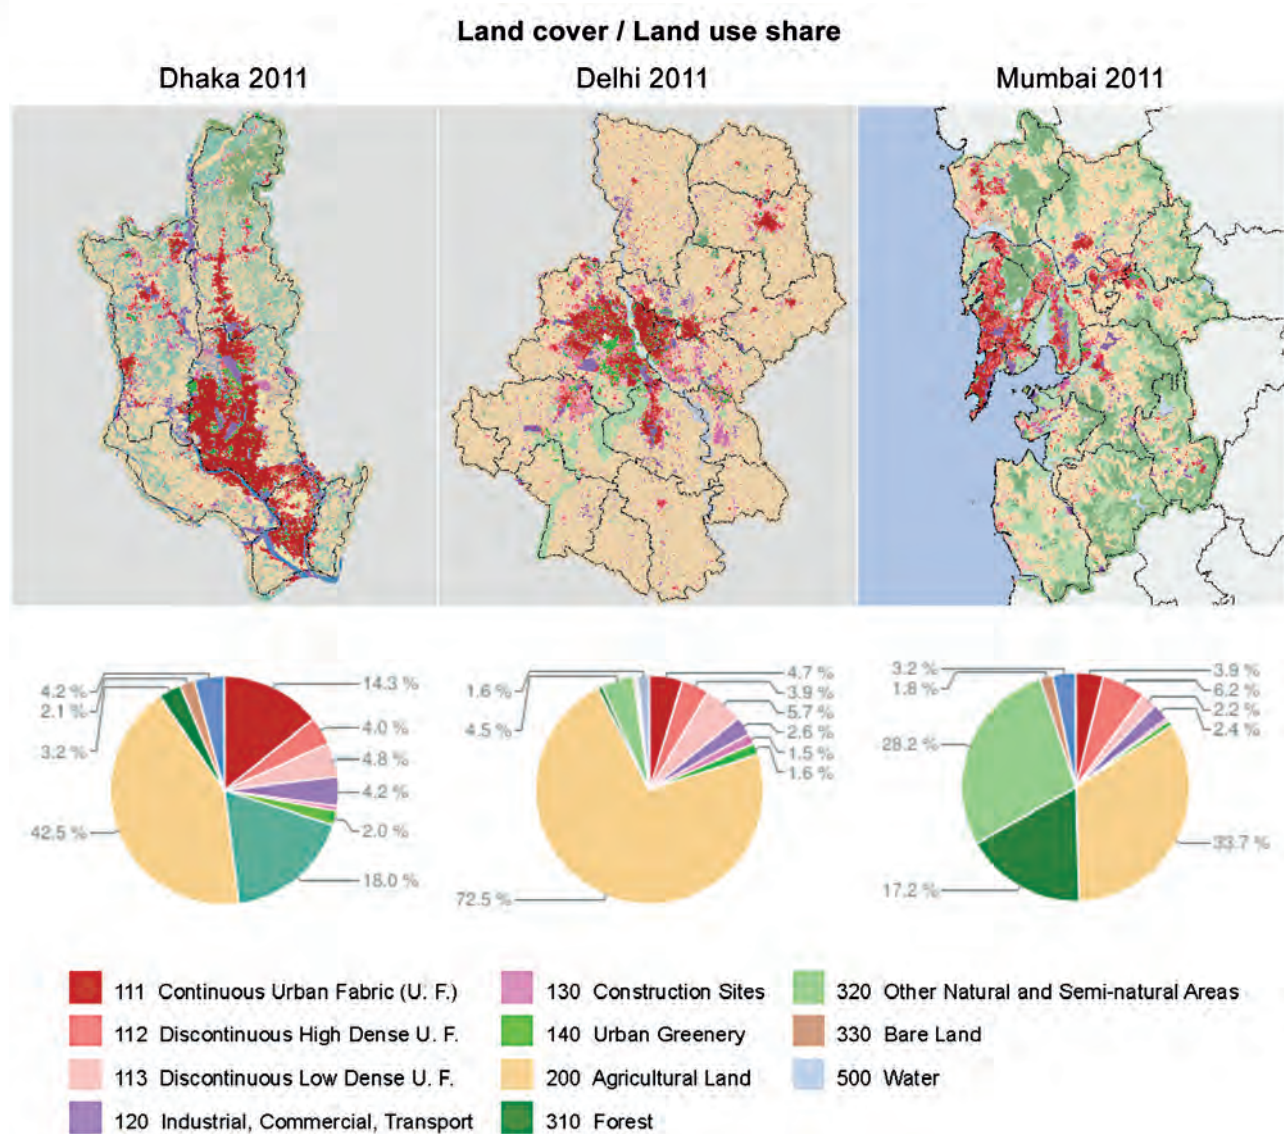 Land cover / Land use share
Dhaka 2011
Delhi 2011
Mumbai 2011
4.2 %
2.1 %
3.2 %
42.5 %
14.3 %
4.0 %
4.8 %
4.2 %
2.0 %
18.0 %
1.6 %
4.5 %
72.5 %
4.7 %
3.9 %
5.7 %
2.6 %
1.5 %
1.6 %
3.2 %
1.8 %
28.2 %
17.2 %
3.9 %
6.2 %
2.2 %
2.4 %
33.7 %
111 Continuous Urban Fabric (U. F.)
112 Discontinuous High Dense U. F.
113 Discontinuous Low Dense U. F.
120 Industrial, Commercial, Transport
130 Construction Sites
140 Urban Greenery
200 Agricultural Land
310 Forest
320 Other Natural and Semi-natural Areas
330 Bare Land
500 Water